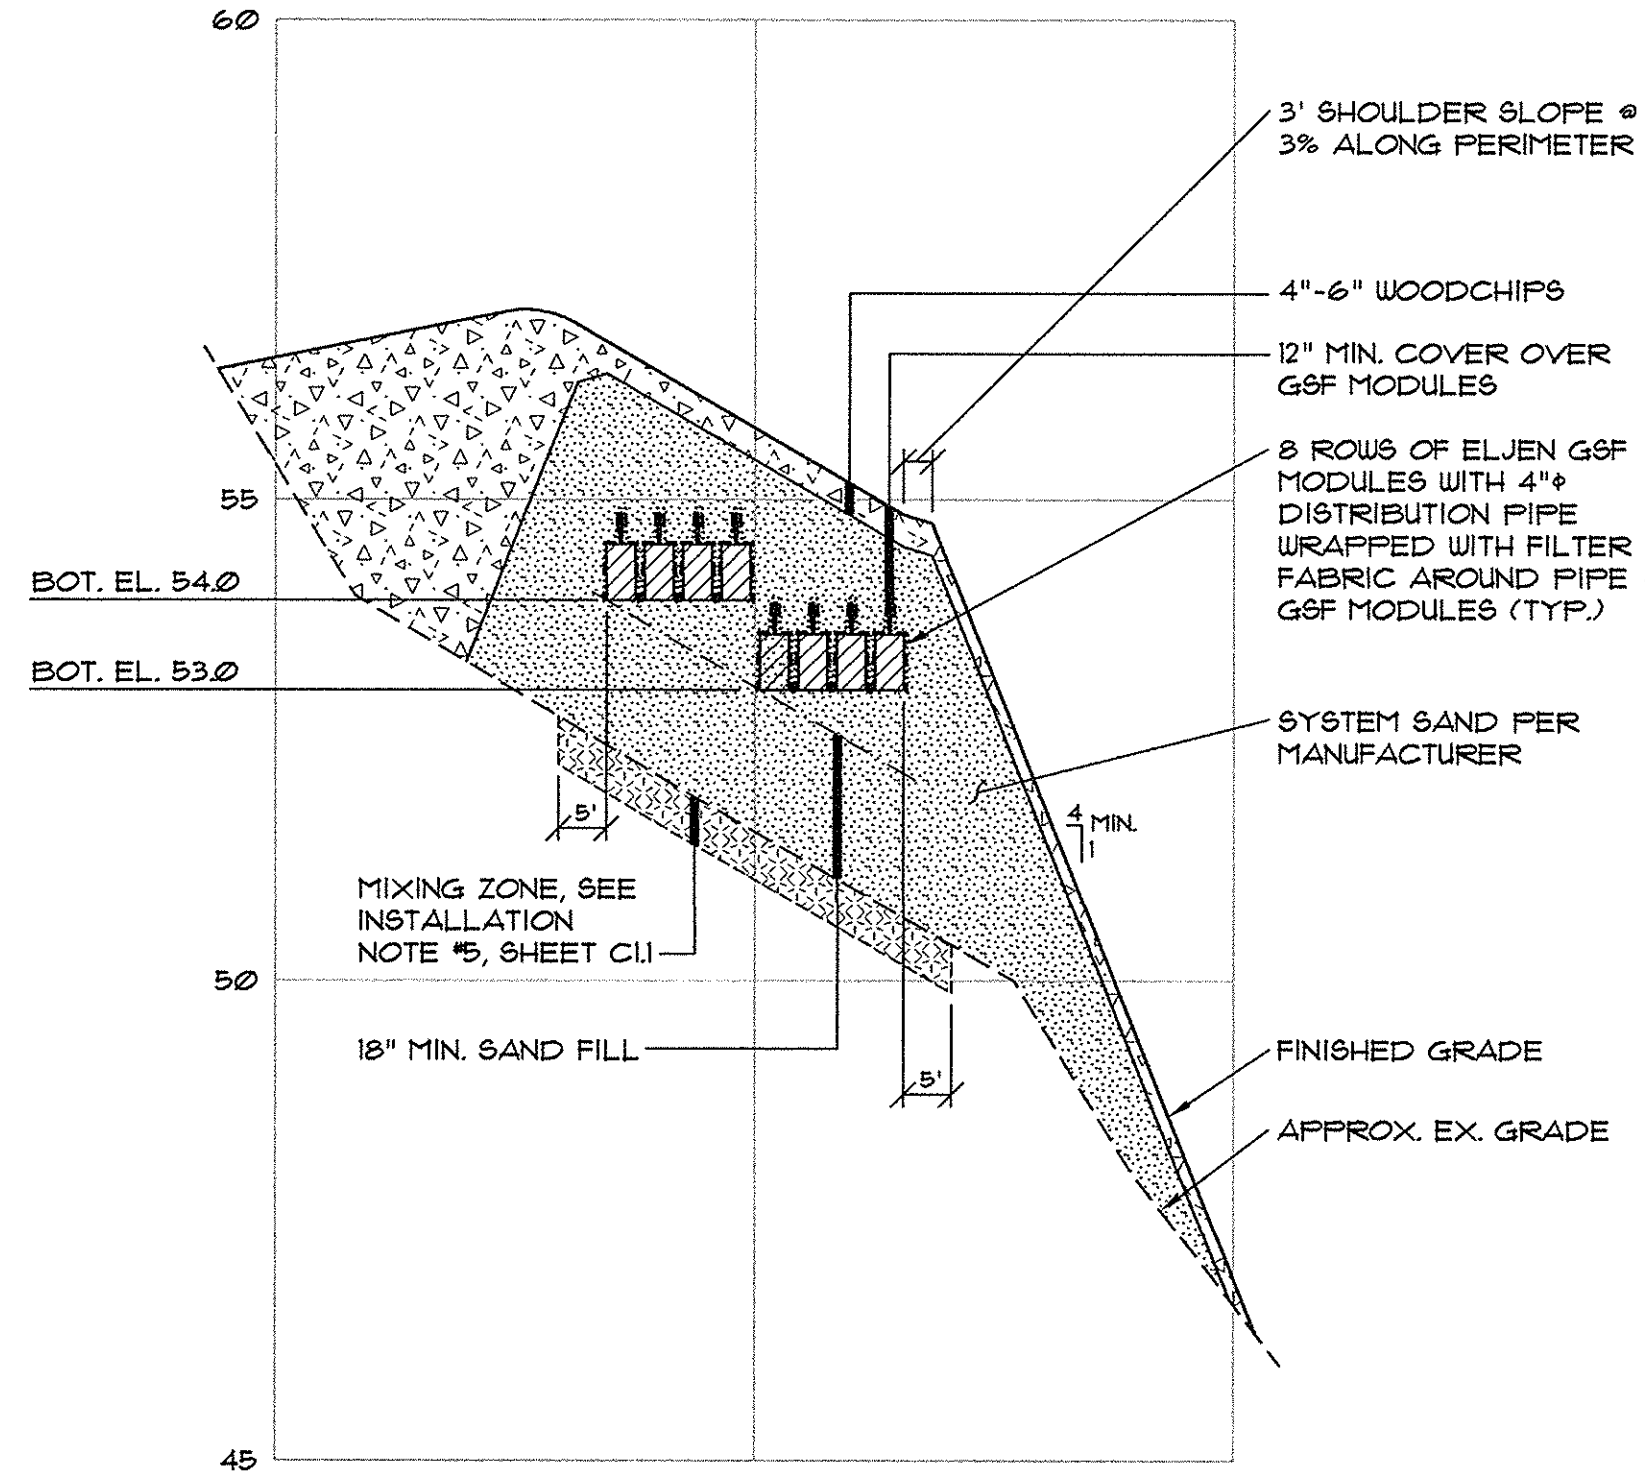 60
3' SHOULDER SLOPE @
3% ALONG PERIMETER
4"-6" WOODCHIPS
12" MIN. COVER OVER
GSF MODULES
8 ROWS OF ELJEN GSF
MODULES WITH 4"φ
DISTRIBUTION PIPE
WRAPPED WITH FILTER
FABRIC AROUND PIPE
GSF MODULES (TYP.)
55
BOT. EL. 54.0
BOT. EL. 53.0
SYSTEM SAND PER
MANUFACTURER
5'
4
MIN.
1
MIXING ZONE, SEE
INSTALLATION
NOTE #5, SHEET C1.1
50
18" MIN. SAND FILL
5'
FINISHED GRADE
APPROX. EX. GRADE
45